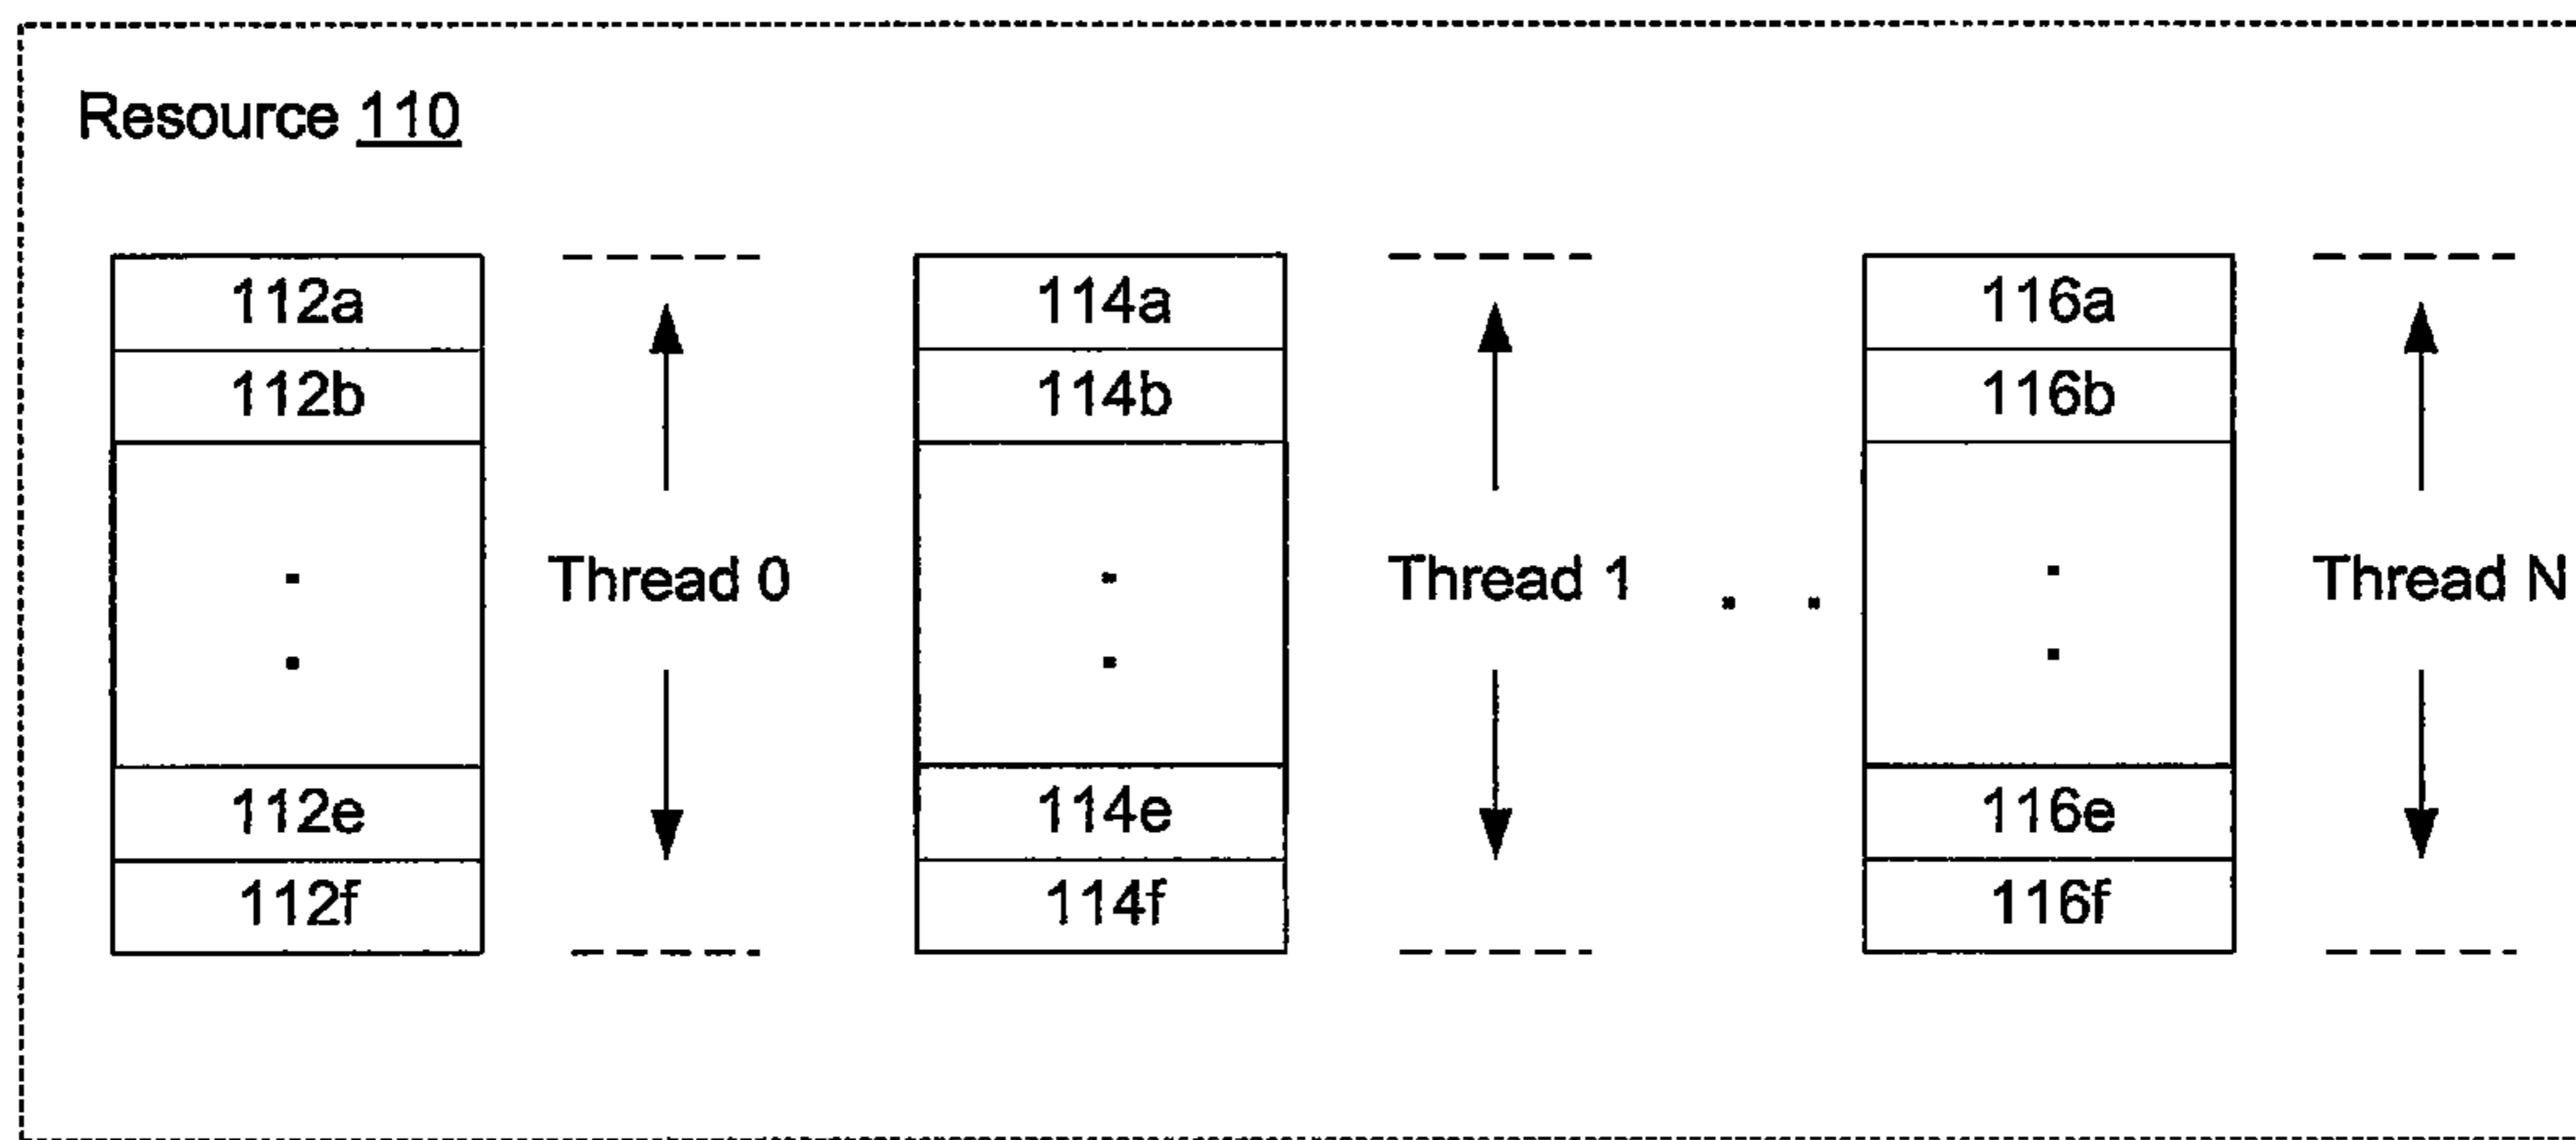 Resource 110
112a
112b
112e
112f
Thread 0
114a
114b
114e
114f
Thread 1
116a
116b
116e
116f
Thread N